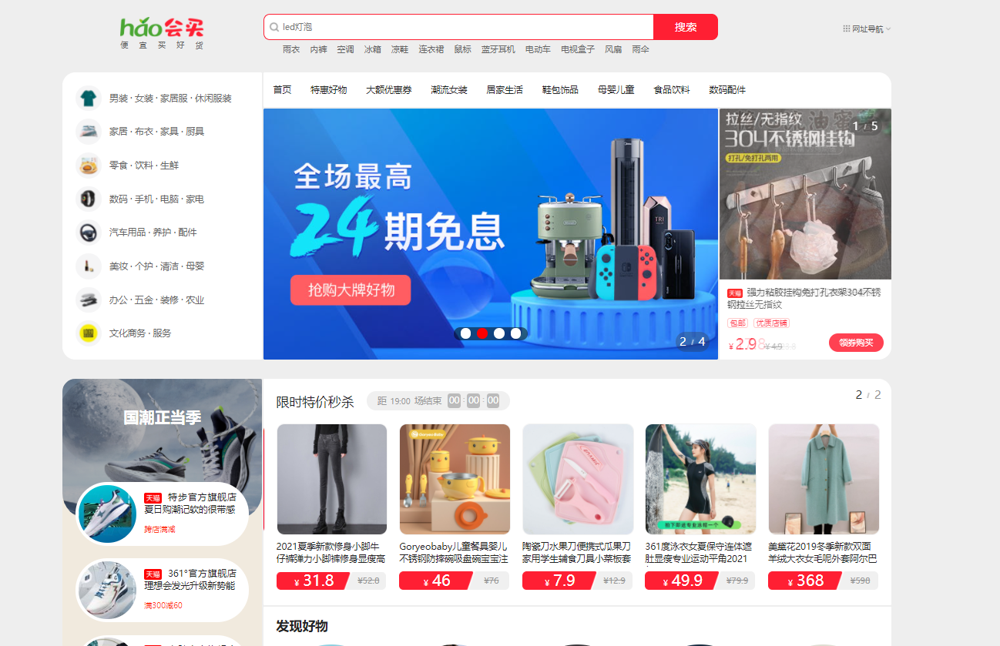 hǎo会买
便宜买好货
led灯泡
搜索
网址导航
雨衣 内裤 空调 冰箱 凉鞋 连衣裙 鼠标 蓝牙耳机 电动车 电视盒子 风扇 雨伞
首页 特惠好物 大额优惠券 潮流女装 居家生活 鞋包饰品 母婴儿童 食品饮料 数码配件
男装 · 女装 · 家居服 · 休闲服装
家居 · 布衣 · 家具 · 厨具
零食 · 饮料 · 生鲜
数码 · 手机 · 电脑 · 家电
汽车用品 · 养护 · 配件
美妆 · 个护 · 清洁 · 母婴
办公 · 五金 · 装修 · 农业
文化商务 · 服务
全场最高
24期免息
抢购大牌好物
TRI
2 / 4
拉丝/无指纹
1 / 5
304不锈钢挂钩
打孔/免打孔两用
天猫 强力粘胶挂钩免打孔衣架304不锈
钢拉丝无指纹
包邮 优质店铺
¥ 2.9 ¥ 4.9
领券购买
国潮正当季
天猫 特步官方旗舰店
夏日购潮记软的很带感
跨店满减
天猫 361°官方旗舰店
理想会发光升级新势能
满300减60
限时特价秒杀
距 19:00 场结束 00:00:00
2 / 2
Goryeo Baby
拍下即送专业泳帽一个
2021夏季新款修身小脚牛
仔裤弹力小脚裤修身显瘦高
¥ 31.8 ¥52.8
Goryeobaby儿童餐具婴儿
不锈钢防摔碗吸盘碗宝宝注
¥ 46 ¥76
陶瓷刀水果刀便携式瓜果刀
家用学生辅食刀具小菜板套
¥ 7.9 ¥12.9
361度泳衣女夏保守连体遮
肚显瘦专业运动平角2021
¥ 49.9 ¥79.9
美黛花2019冬季新款双面
羊绒大衣女毛呢外套阿尔巴
¥ 368 ¥598
发现好物